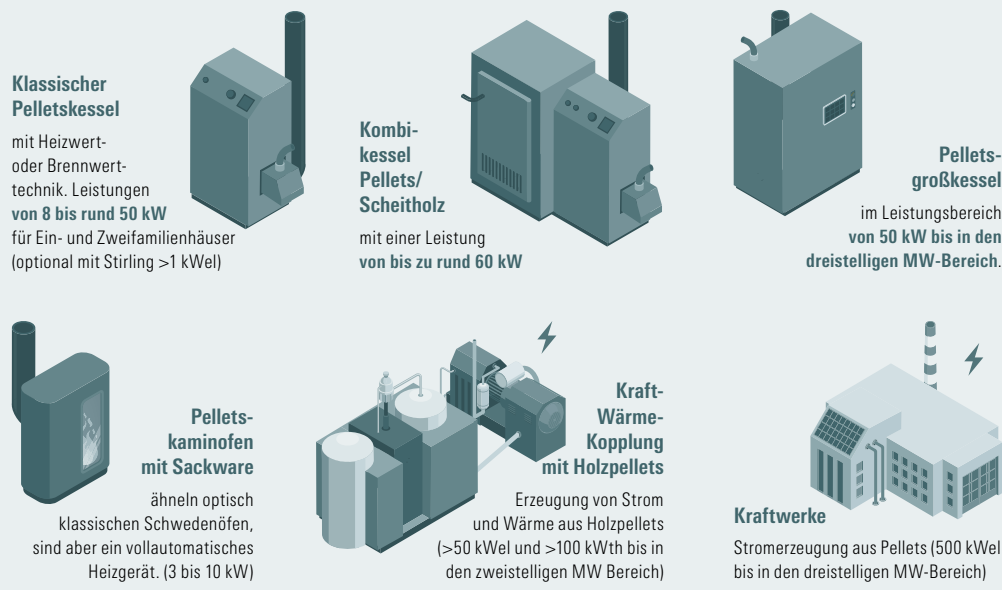 Klassischer
Pelletskessel
mit Heizwert-
oder Brennwert-
technik. Leistungen
von 8 bis rund 50 kW
für Ein- und Zweifamilienhäuser
(optional mit Stirling >1 kWel)
Kombi-
kessel
Pellets/
Scheitholz
mit einer Leistung
von bis zu rund 60 kW
Pellets-
großkessel
im Leistungsbereich
von 50 kW bis in den
dreistelligen MW-Bereich.
Pellets-
kaminofen
mit Sackware
ähneln optisch
klassischen Schwedenöfen,
sind aber ein vollautomatisches
Heizgerät. (3 bis 10 kW)
Kraft-
Wärme-
Kopplung
mit Holzpellets
Erzeugung von Strom
und Wärme aus Holzpellets
(>50 kWel und >100 kWth bis in
den zweistelligen MW Bereich)
Kraftwerke
Stromerzeugung aus Pellets (500 kWel
bis in den dreistelligen MW-Bereich)